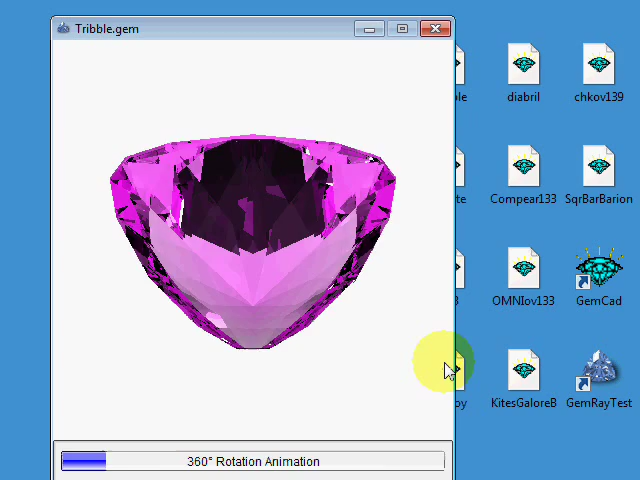 Tribble.gem
diabril
chkov139
Compear133
SqrBarBarion
OMNIov133
GemCad
KitesGaloreB
GemRayTest
360° Rotation Animation